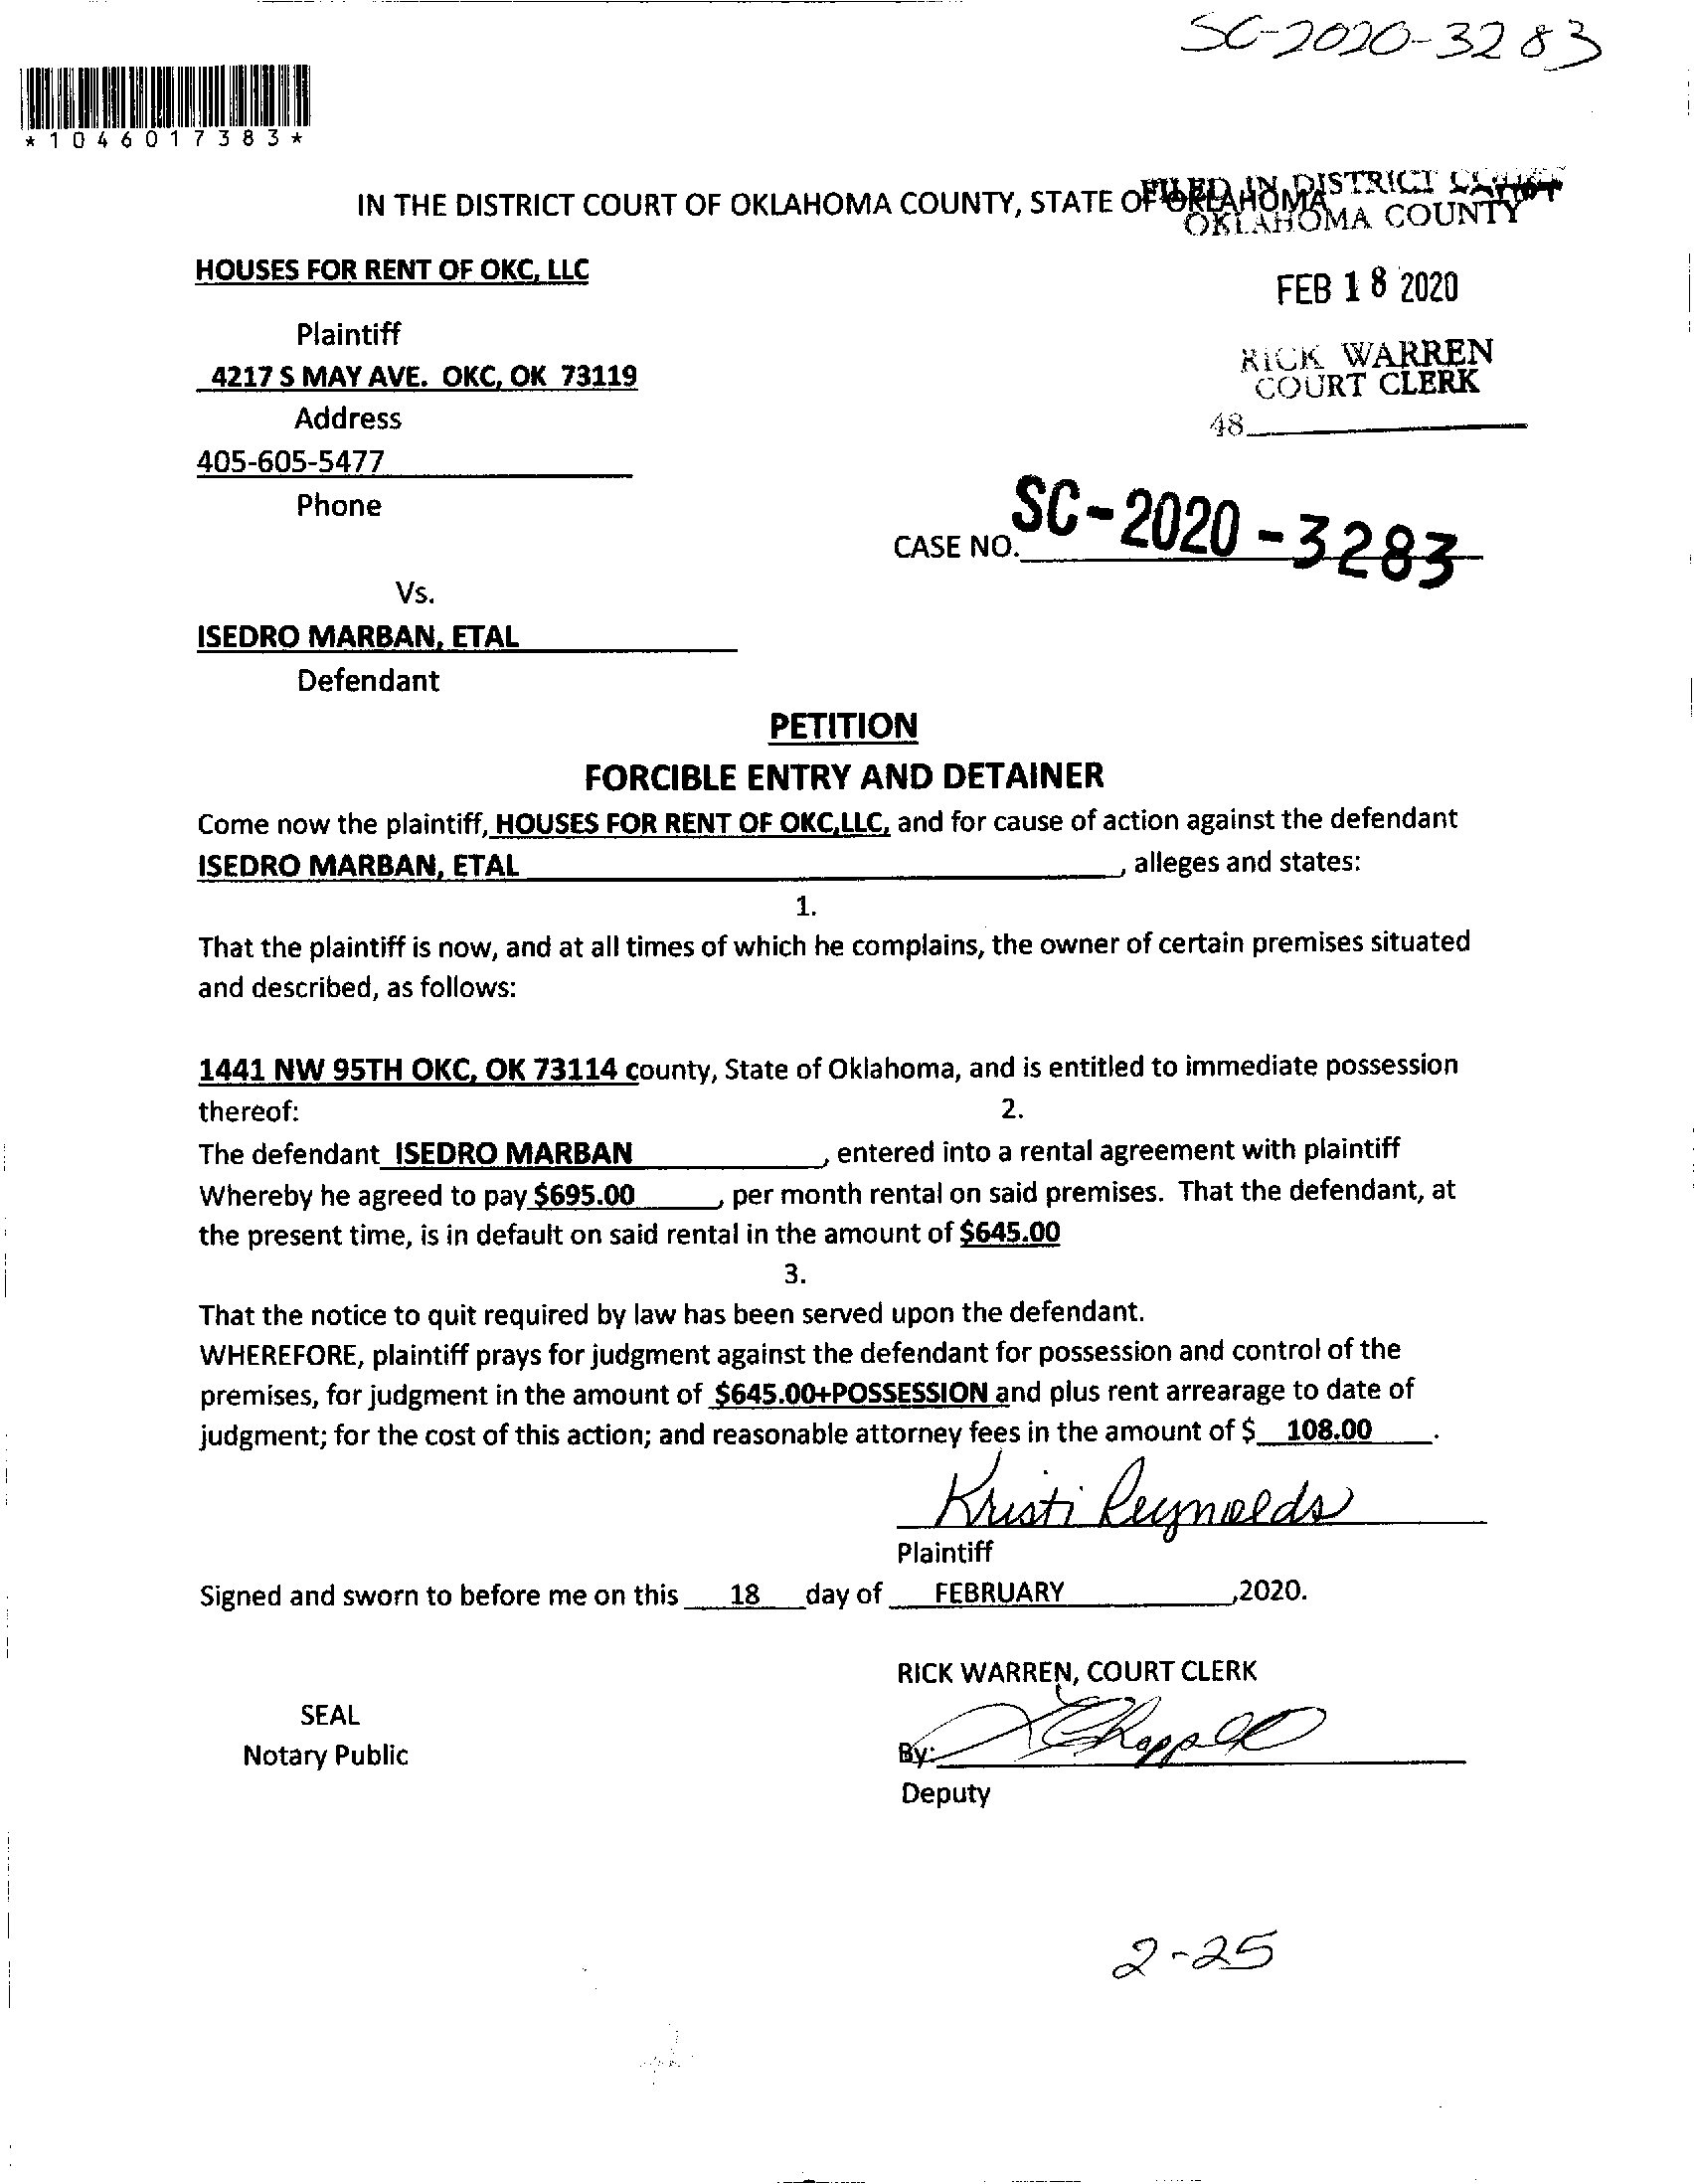 SC-2020-3283
*1046017383*
IN THE DISTRICT COURT OF OKLAHOMA COUNTY, STATE OF OKLAHOMA
FILED IN DISTRICT COURT
OKLAHOMA COUNTY
HOUSES FOR RENT OF OKC, LLC
FEB 18 2020
Plaintiff
RICK WARREN
4217 S MAY AVE. OKC, OK 73119
COURT CLERK
Address
48
405-605-5477
Phone
CASE NO. SC-2020-3283
Vs.
ISEDRO MARBAN, ETAL
Defendant
PETITION
FORCIBLE ENTRY AND DETAINER
Come now the plaintiff, HOUSES FOR RENT OF OKC,LLC, and for cause of action against the defendant
ISEDRO MARBAN, ETAL, alleges and states:
1.
That the plaintiff is now, and at all times of which he complains, the owner of certain premises situated
and described, as follows:
1441 NW 95TH OKC, OK 73114 county, State of Oklahoma, and is entitled to immediate possession
thereof: 2.
The defendant ISEDRO MARBAN, entered into a rental agreement with plaintiff
Whereby he agreed to pay $695.00, per month rental on said premises. That the defendant, at
the present time, is in default on said rental in the amount of $645.00
3.
That the notice to quit required by law has been served upon the defendant.
WHEREFORE, plaintiff prays for judgment against the defendant for possession and control of the
premises, for judgment in the amount of $645.00+POSSESSION and plus rent arrearage to date of
judgment; for the cost of this action; and reasonable attorney fees in the amount of $ 108.00.
Kristi Reynolds
Plaintiff
Signed and sworn to before me on this 18 day of FEBRUARY,2020.
RICK WARREN, COURT CLERK
SEAL
Notary Public
By:
Deputy
2-25